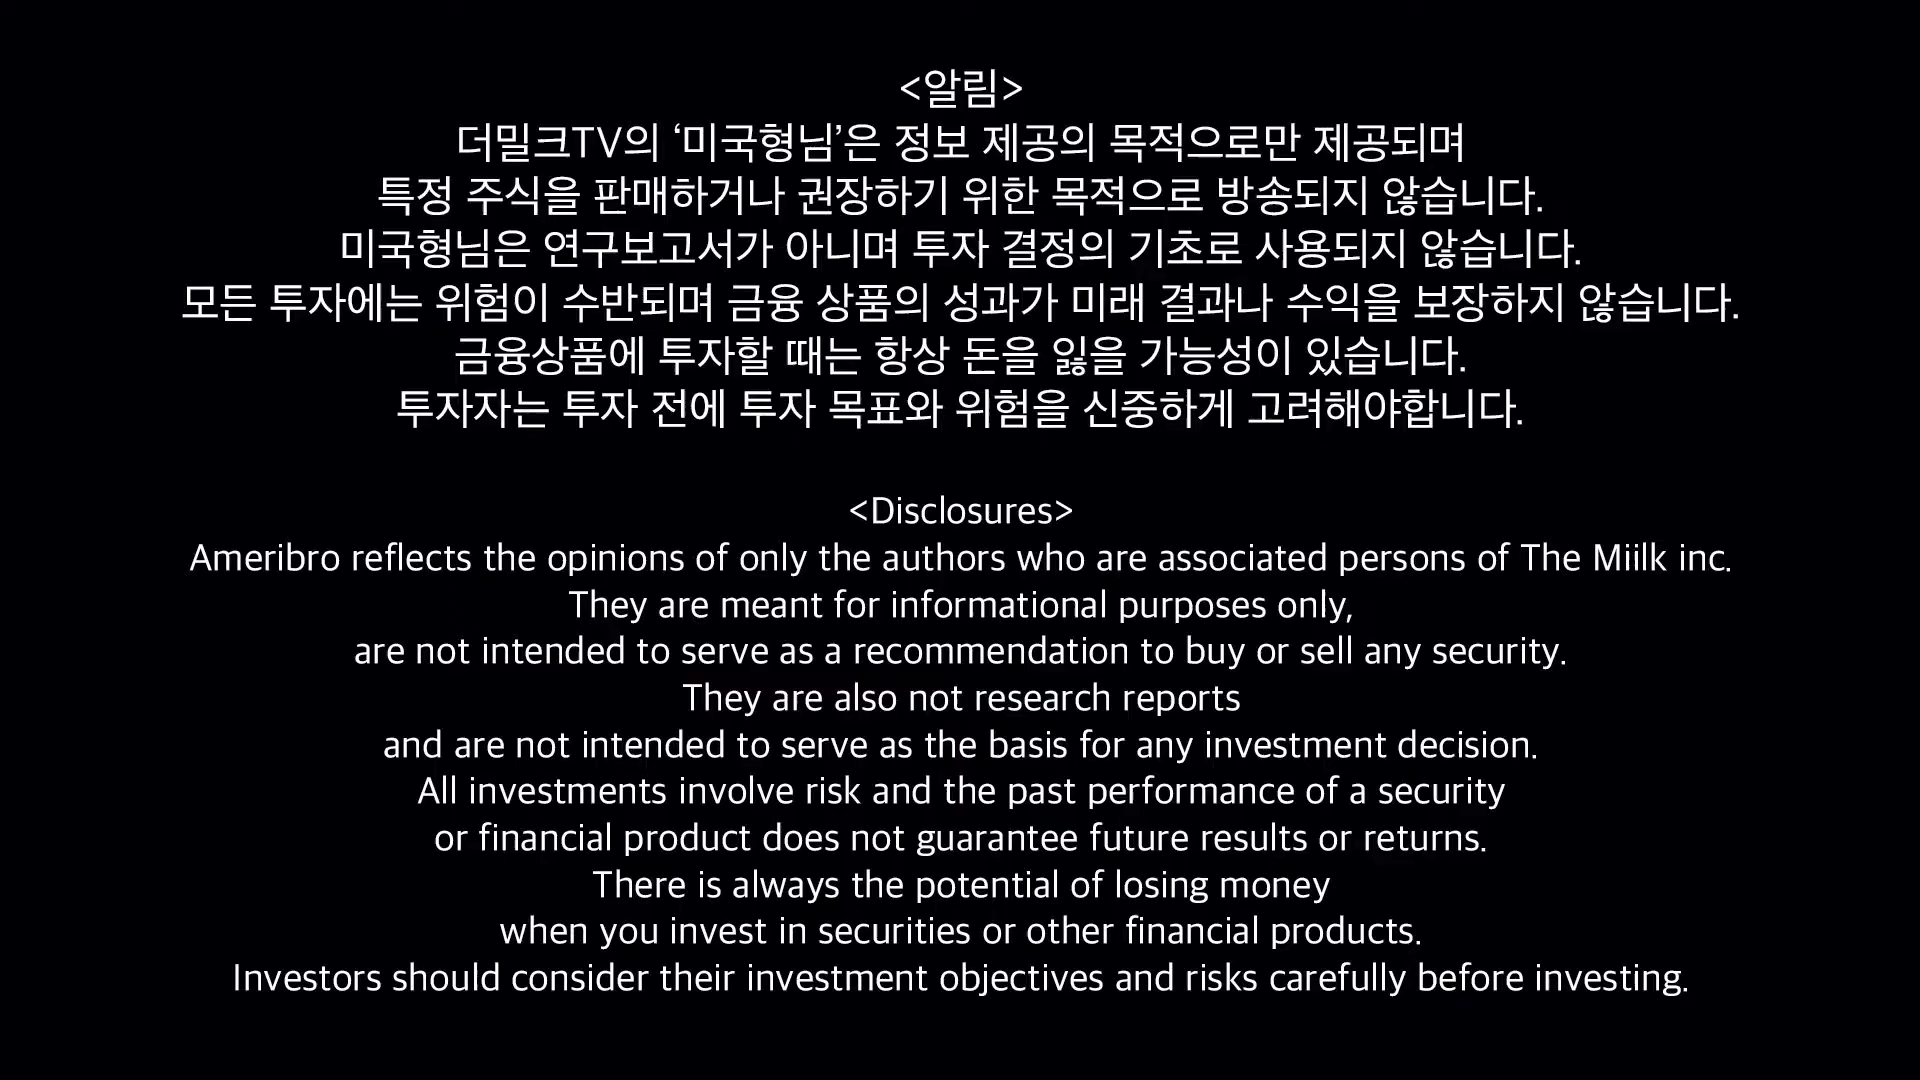 <알림>
더밀크TV의 ‘미국형님’은 정보 제공의 목적으로만 제공되며
특정 주식을 판매하거나 권장하기 위한 목적으로 방송되지 않습니다.
미국형님은 연구보고서가 아니며 투자 결정의 기초로 사용되지 않습니다.
모든 투자에는 위험이 수반되며 금융 상품의 성과가 미래 결과나 수익을 보장하지 않습니다.
금융상품에 투자할 때는 항상 돈을 잃을 가능성이 있습니다.
투자자는 투자 전에 투자 목표와 위험을 신중하게 고려해야합니다.
<Disclosures>
Ameribro reflects the opinions of only the authors who are associated persons of The Miilk inc.
They are meant for informational purposes only,
are not intended to serve as a recommendation to buy or sell any security.
They are also not research reports
and are not intended to serve as the basis for any investment decision.
All investments involve risk and the past performance of a security
or financial product does not guarantee future results or returns.
There is always the potential of losing money
when you invest in securities or other financial products.
Investors should consider their investment objectives and risks carefully before investing.